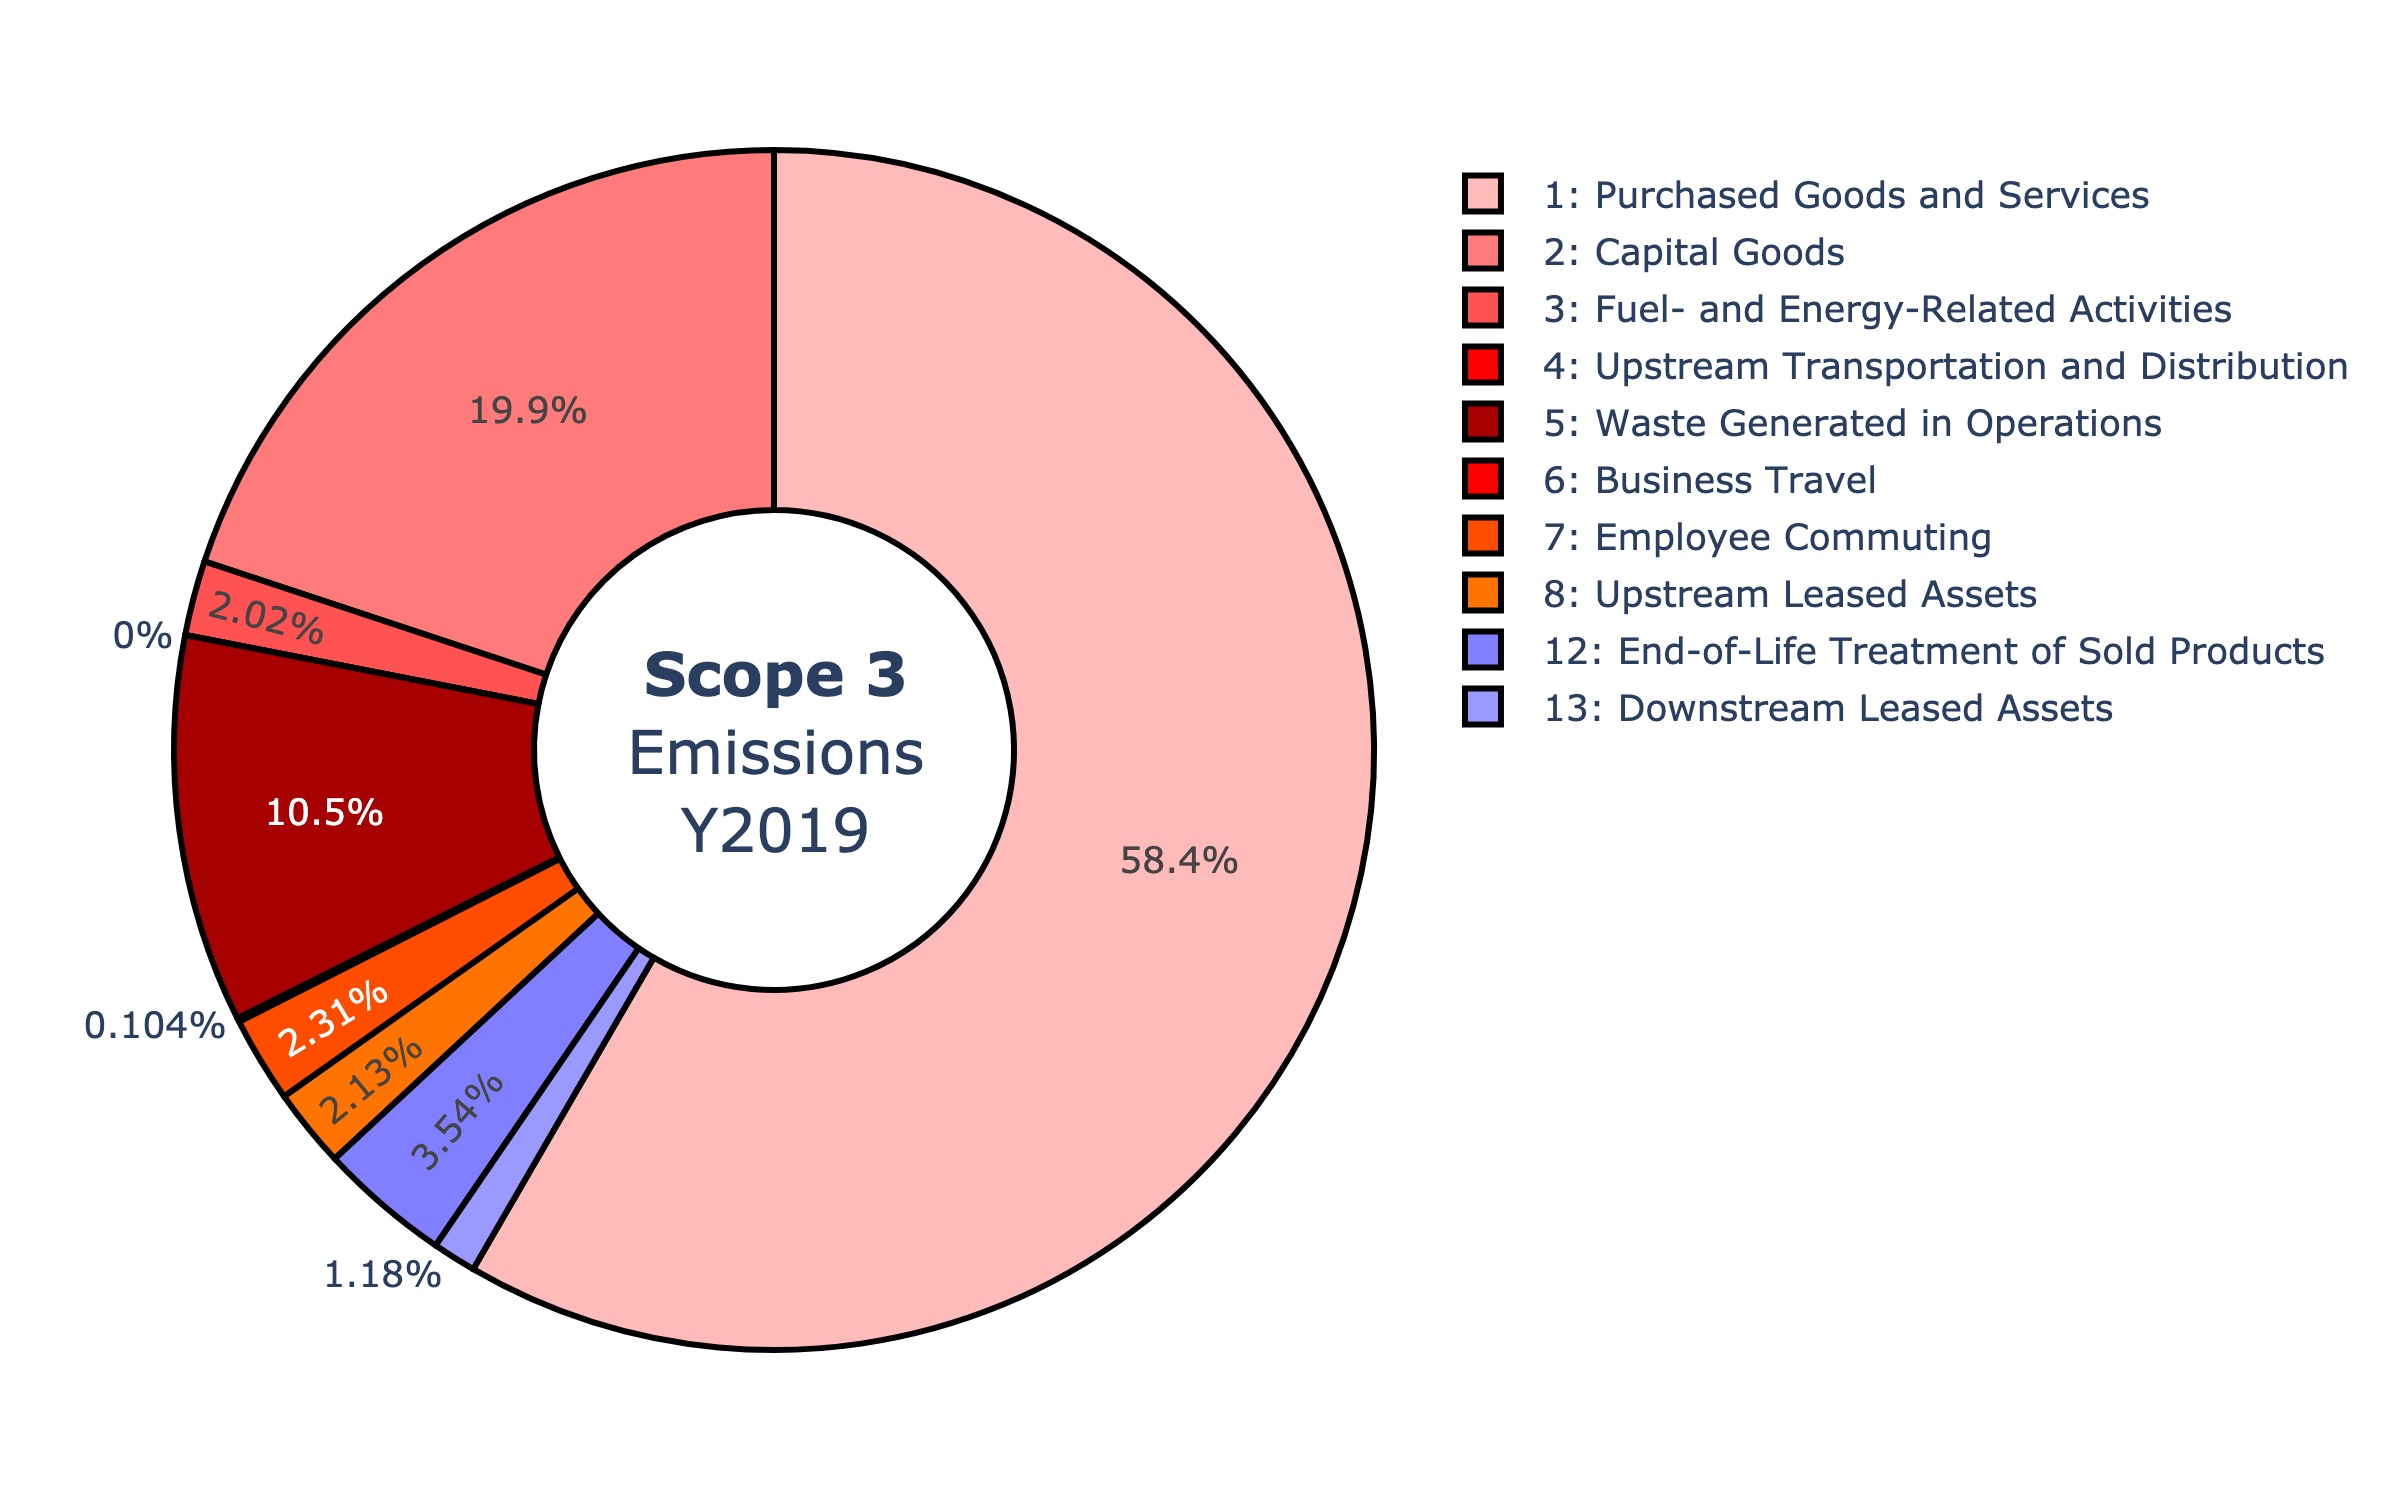 19.9%
2.02%
0%
10.5%
0.104%
2.31%
2.13%
3.54%
1.18%
58.4%
Scope 3
Emissions
Y2019
1: Purchased Goods and Services
2: Capital Goods
3: Fuel- and Energy-Related Activities
4: Upstream Transportation and Distribution
5: Waste Generated in Operations
6: Business Travel
7: Employee Commuting
8: Upstream Leased Assets
12: End-of-Life Treatment of Sold Products
13: Downstream Leased Assets